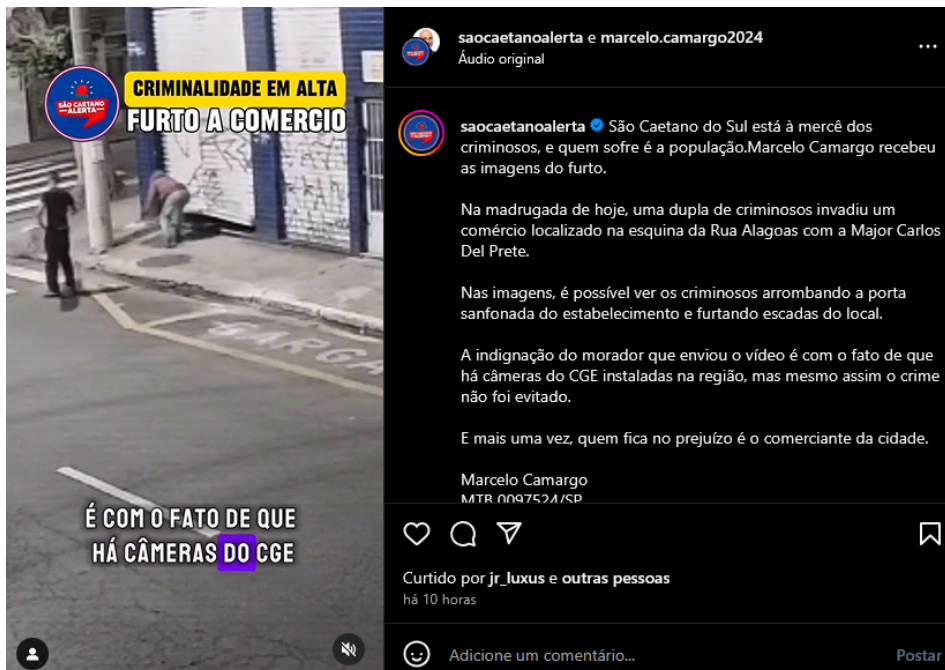 SÃO CAETANO
ALERTA
CRIMINALIDADE EM ALTA
FURTO A COMERCIO
CARGA
É COM O FATO DE QUE
HÁ CÂMERAS DO CGE
saocaetanoalerta e marcelo.camargo2024
Áudio original
saocaetanoalerta São Caetano do Sul está à mercê dos
criminosos, e quem sofre é a população.Marcelo Camargo recebeu
as imagens do furto.
Na madrugada de hoje, uma dupla de criminosos invadiu um
comércio localizado na esquina da Rua Alagoas com a Major Carlos
Del Prete.
Nas imagens, é possível ver os criminosos arrombando a porta
sanfonada do estabelecimento e furtando escadas do local.
A indignação do morador que enviou o vídeo é com o fato de que
há câmeras do CGE instaladas na região, mas mesmo assim o crime
não foi evitado.
E mais uma vez, quem fica no prejuízo é o comerciante da cidade.
Marcelo Camargo
MTB 0097524/SP
Curtido por jr_luxus e outras pessoas
há 10 horas
Adicione um comentário...
Postar